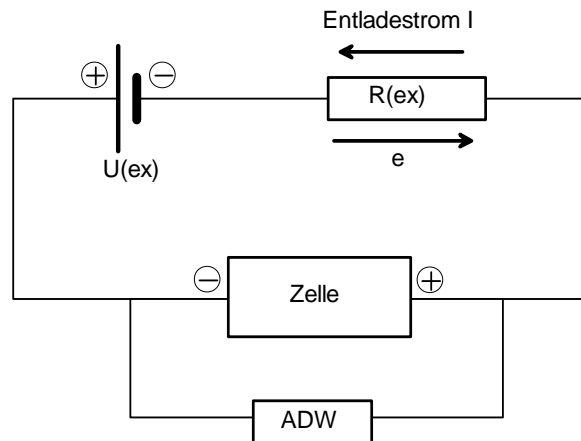 Entladestrom I
⊕ ⊖
R(ex)
U(ex)
e
⊖ ⊕
Zelle
ADW